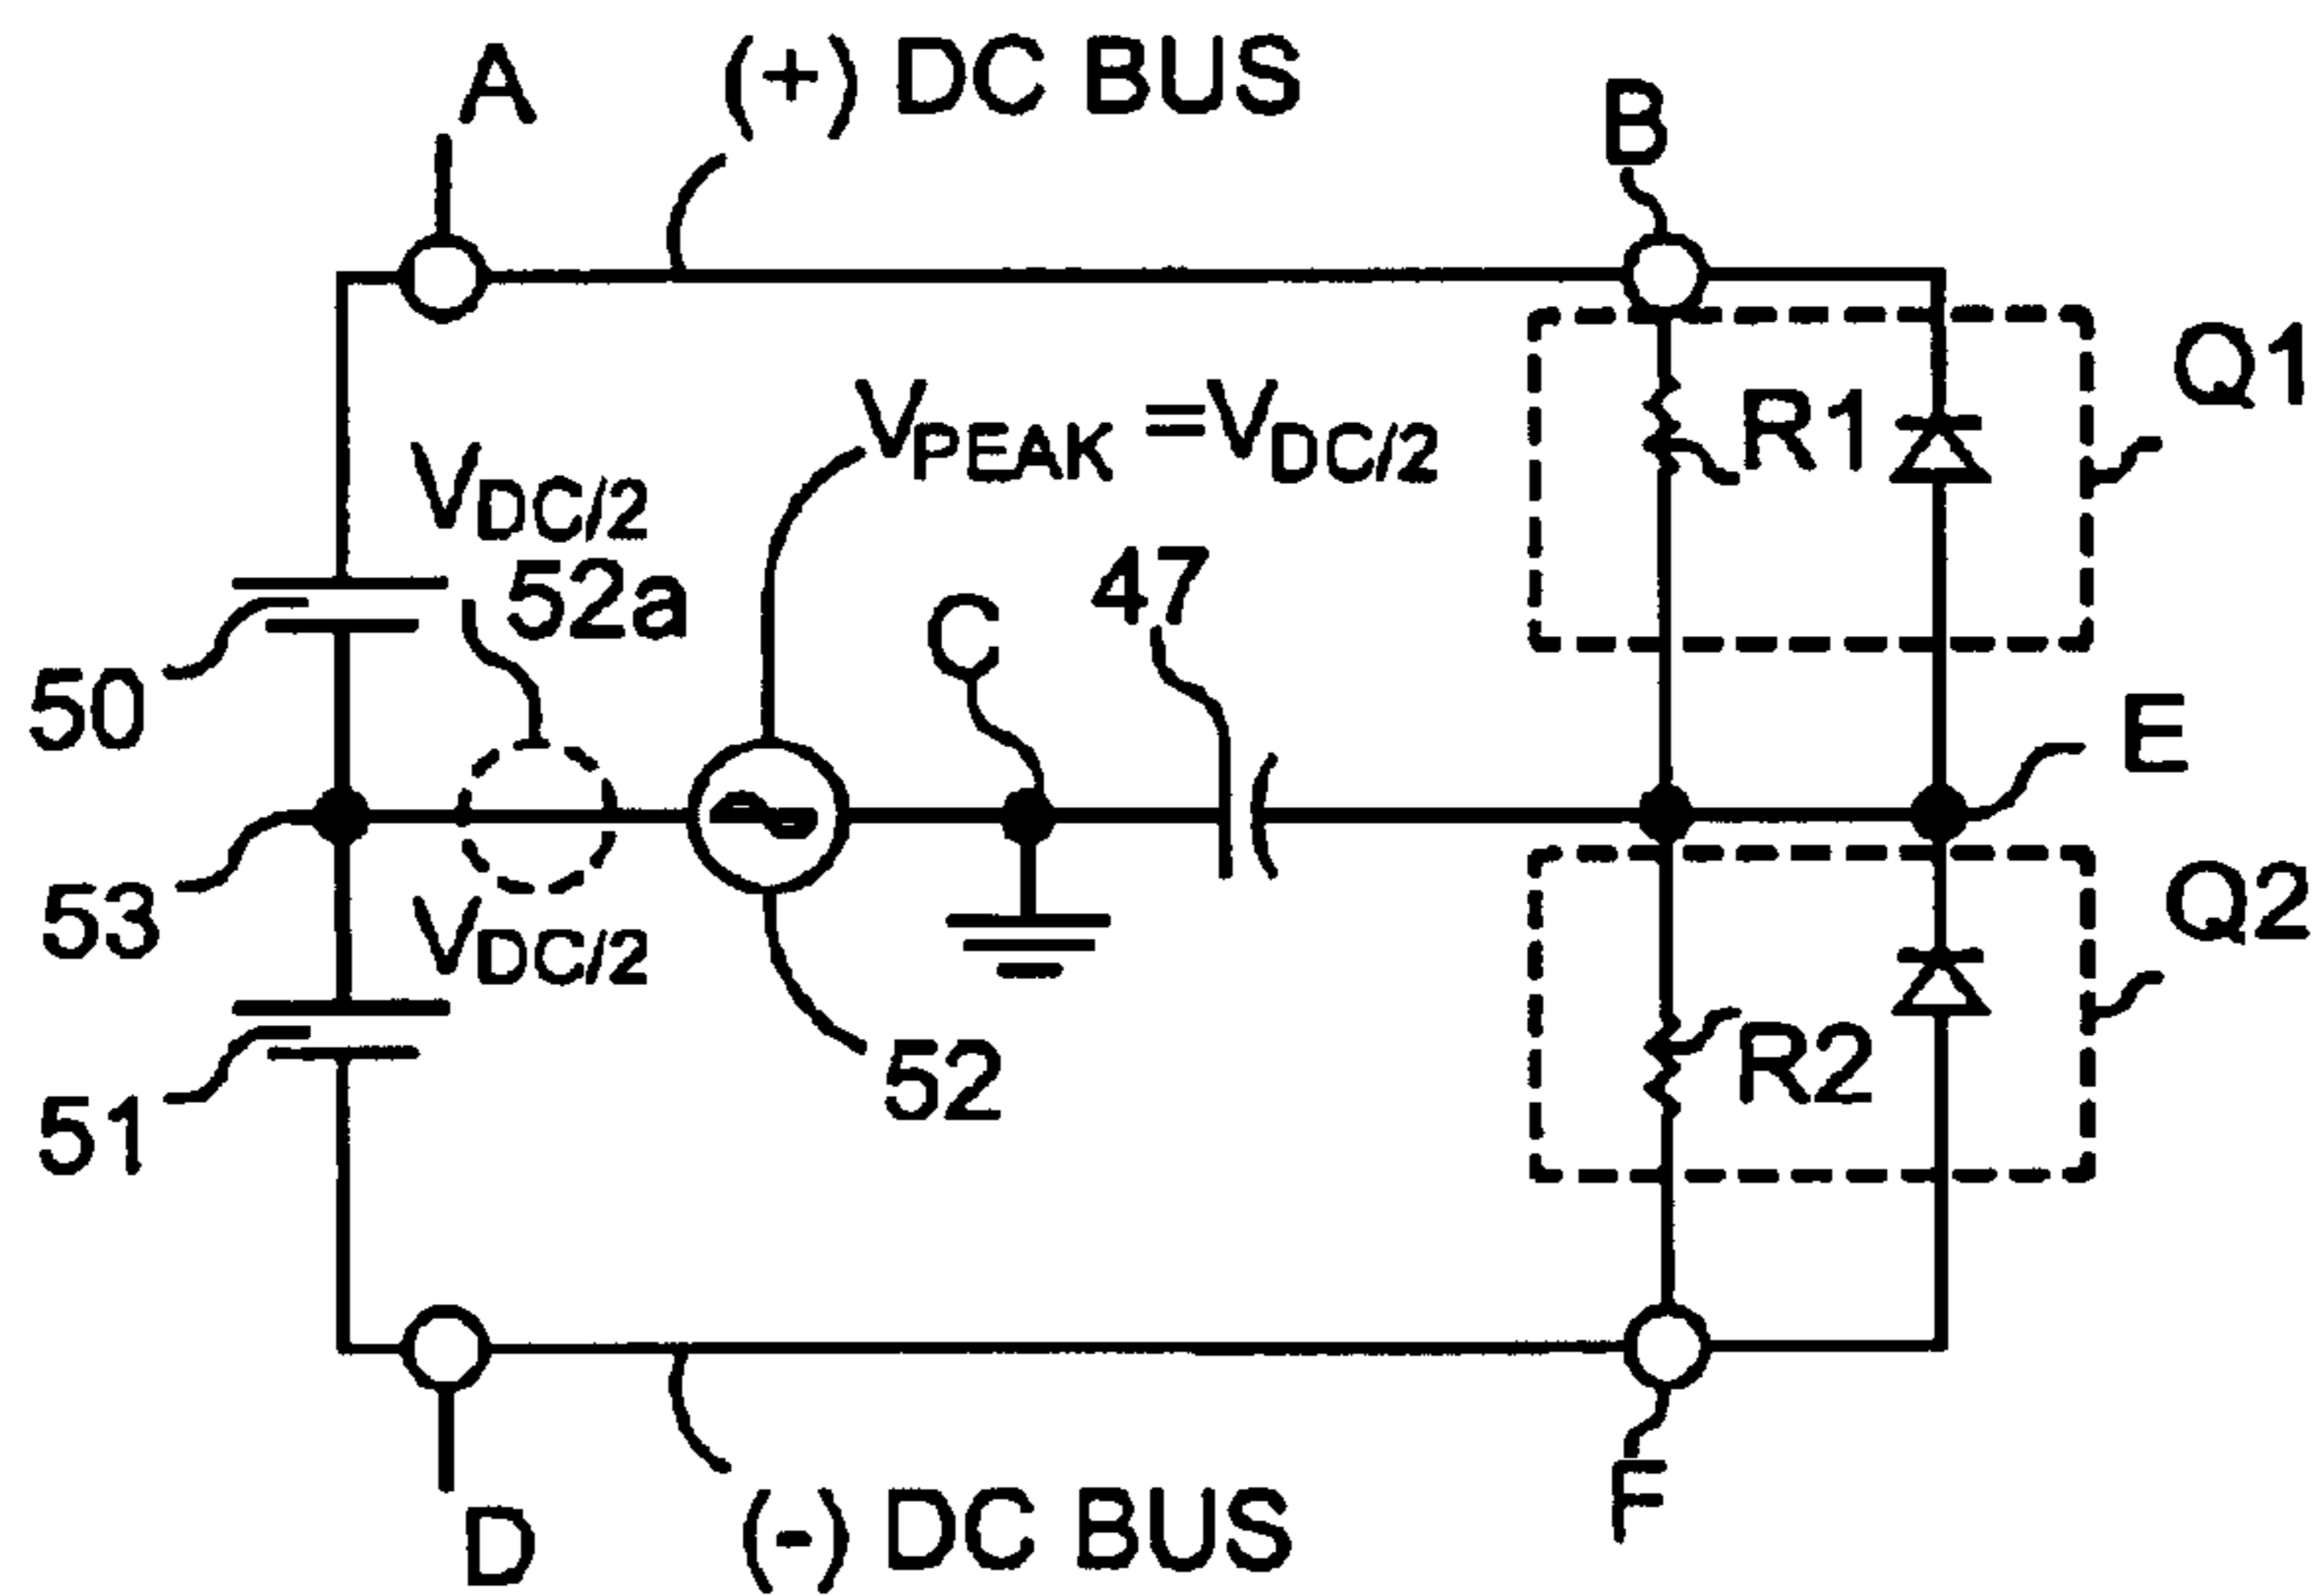 A
(+) DC BUS
B
Q1
VPEAK =VDC/2
R1
VDC/2
52a
C
47
50
E
53
VDC/2
Q2
52
R2
51
D
(-) DC BUS
F